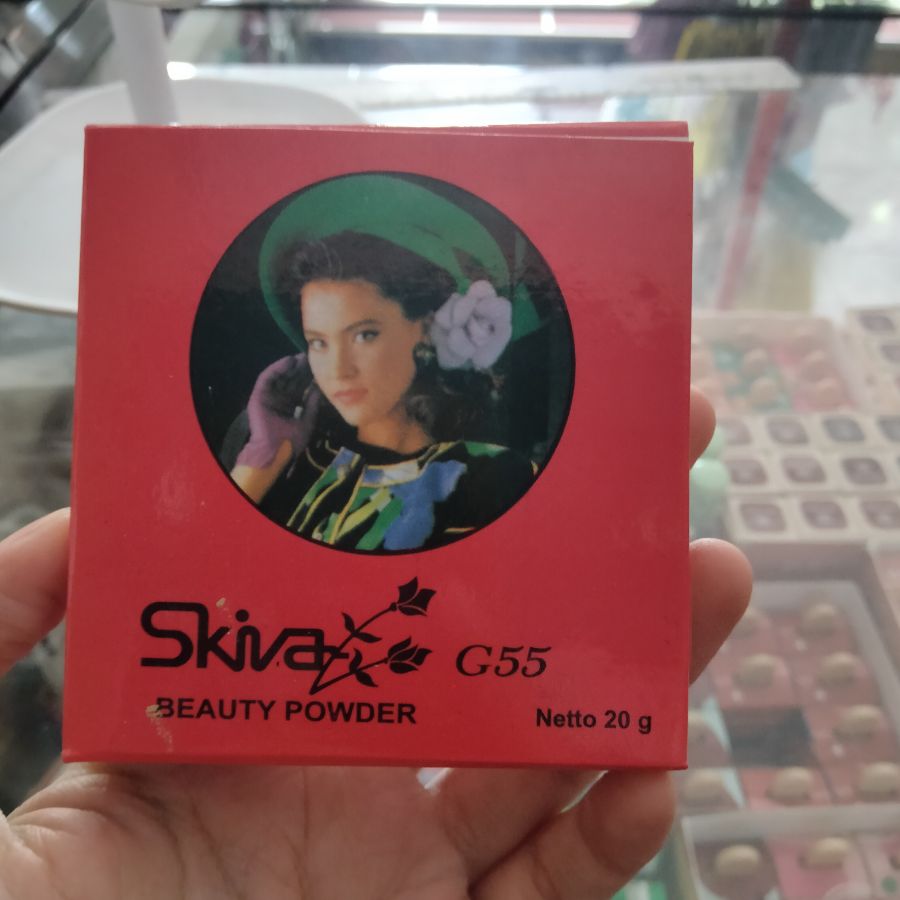 Skiva G55
BEAUTY POWDER
Netto 20 g